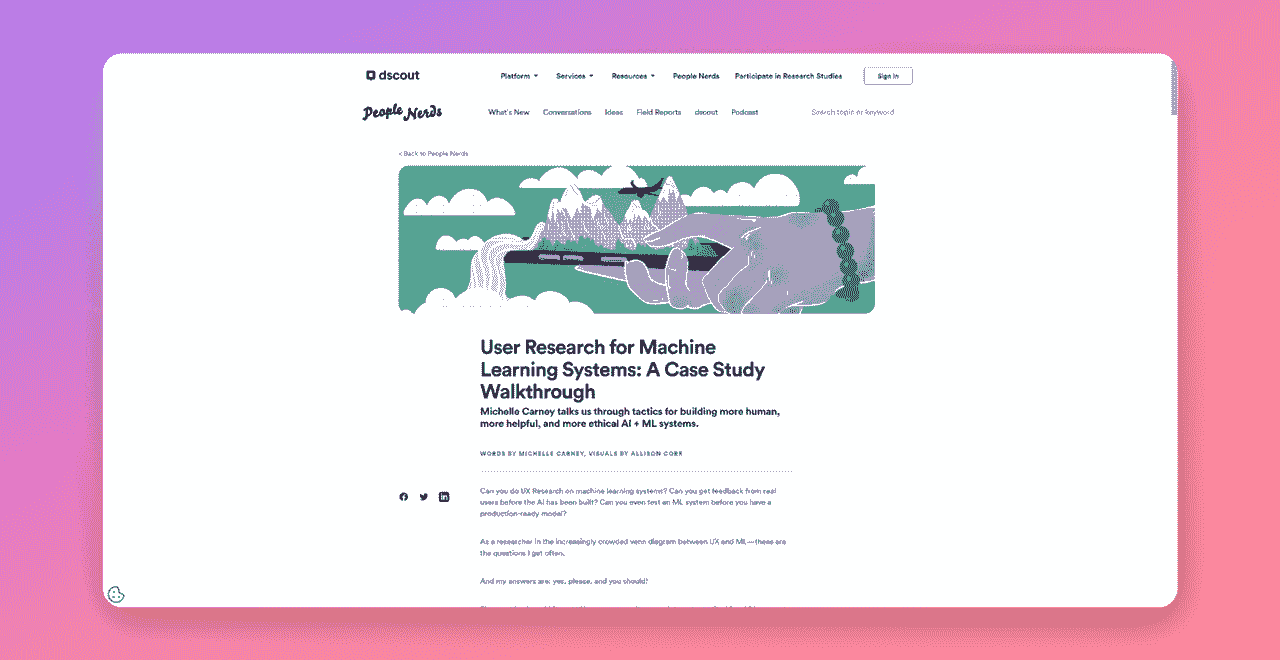 dscout
Platform Services Resources People Nerds Participate in Research Studies Sign in
People Nerds
What's New Conversations Ideas Field Reports dscout Podcast Search topic or keyword
< Back to People Nerds
User Research for Machine
Learning Systems: A Case Study
Walkthrough
Michelle Carney talks us through tactics for building more human,
more helpful, and more ethical AI + ML systems.
WORDS BY MICHELLE CARNEY, VISUALS BY ALLISON CORR
Can you do UX Research on machine learning systems? Can you get feedback from real
users before the AI has been built? Can you even test an ML system before you have a
production-ready model?
As a researcher in the increasingly crowded venn diagram between UX and ML—these are
the questions I get often.
And my answers are: yes, please, and you should!